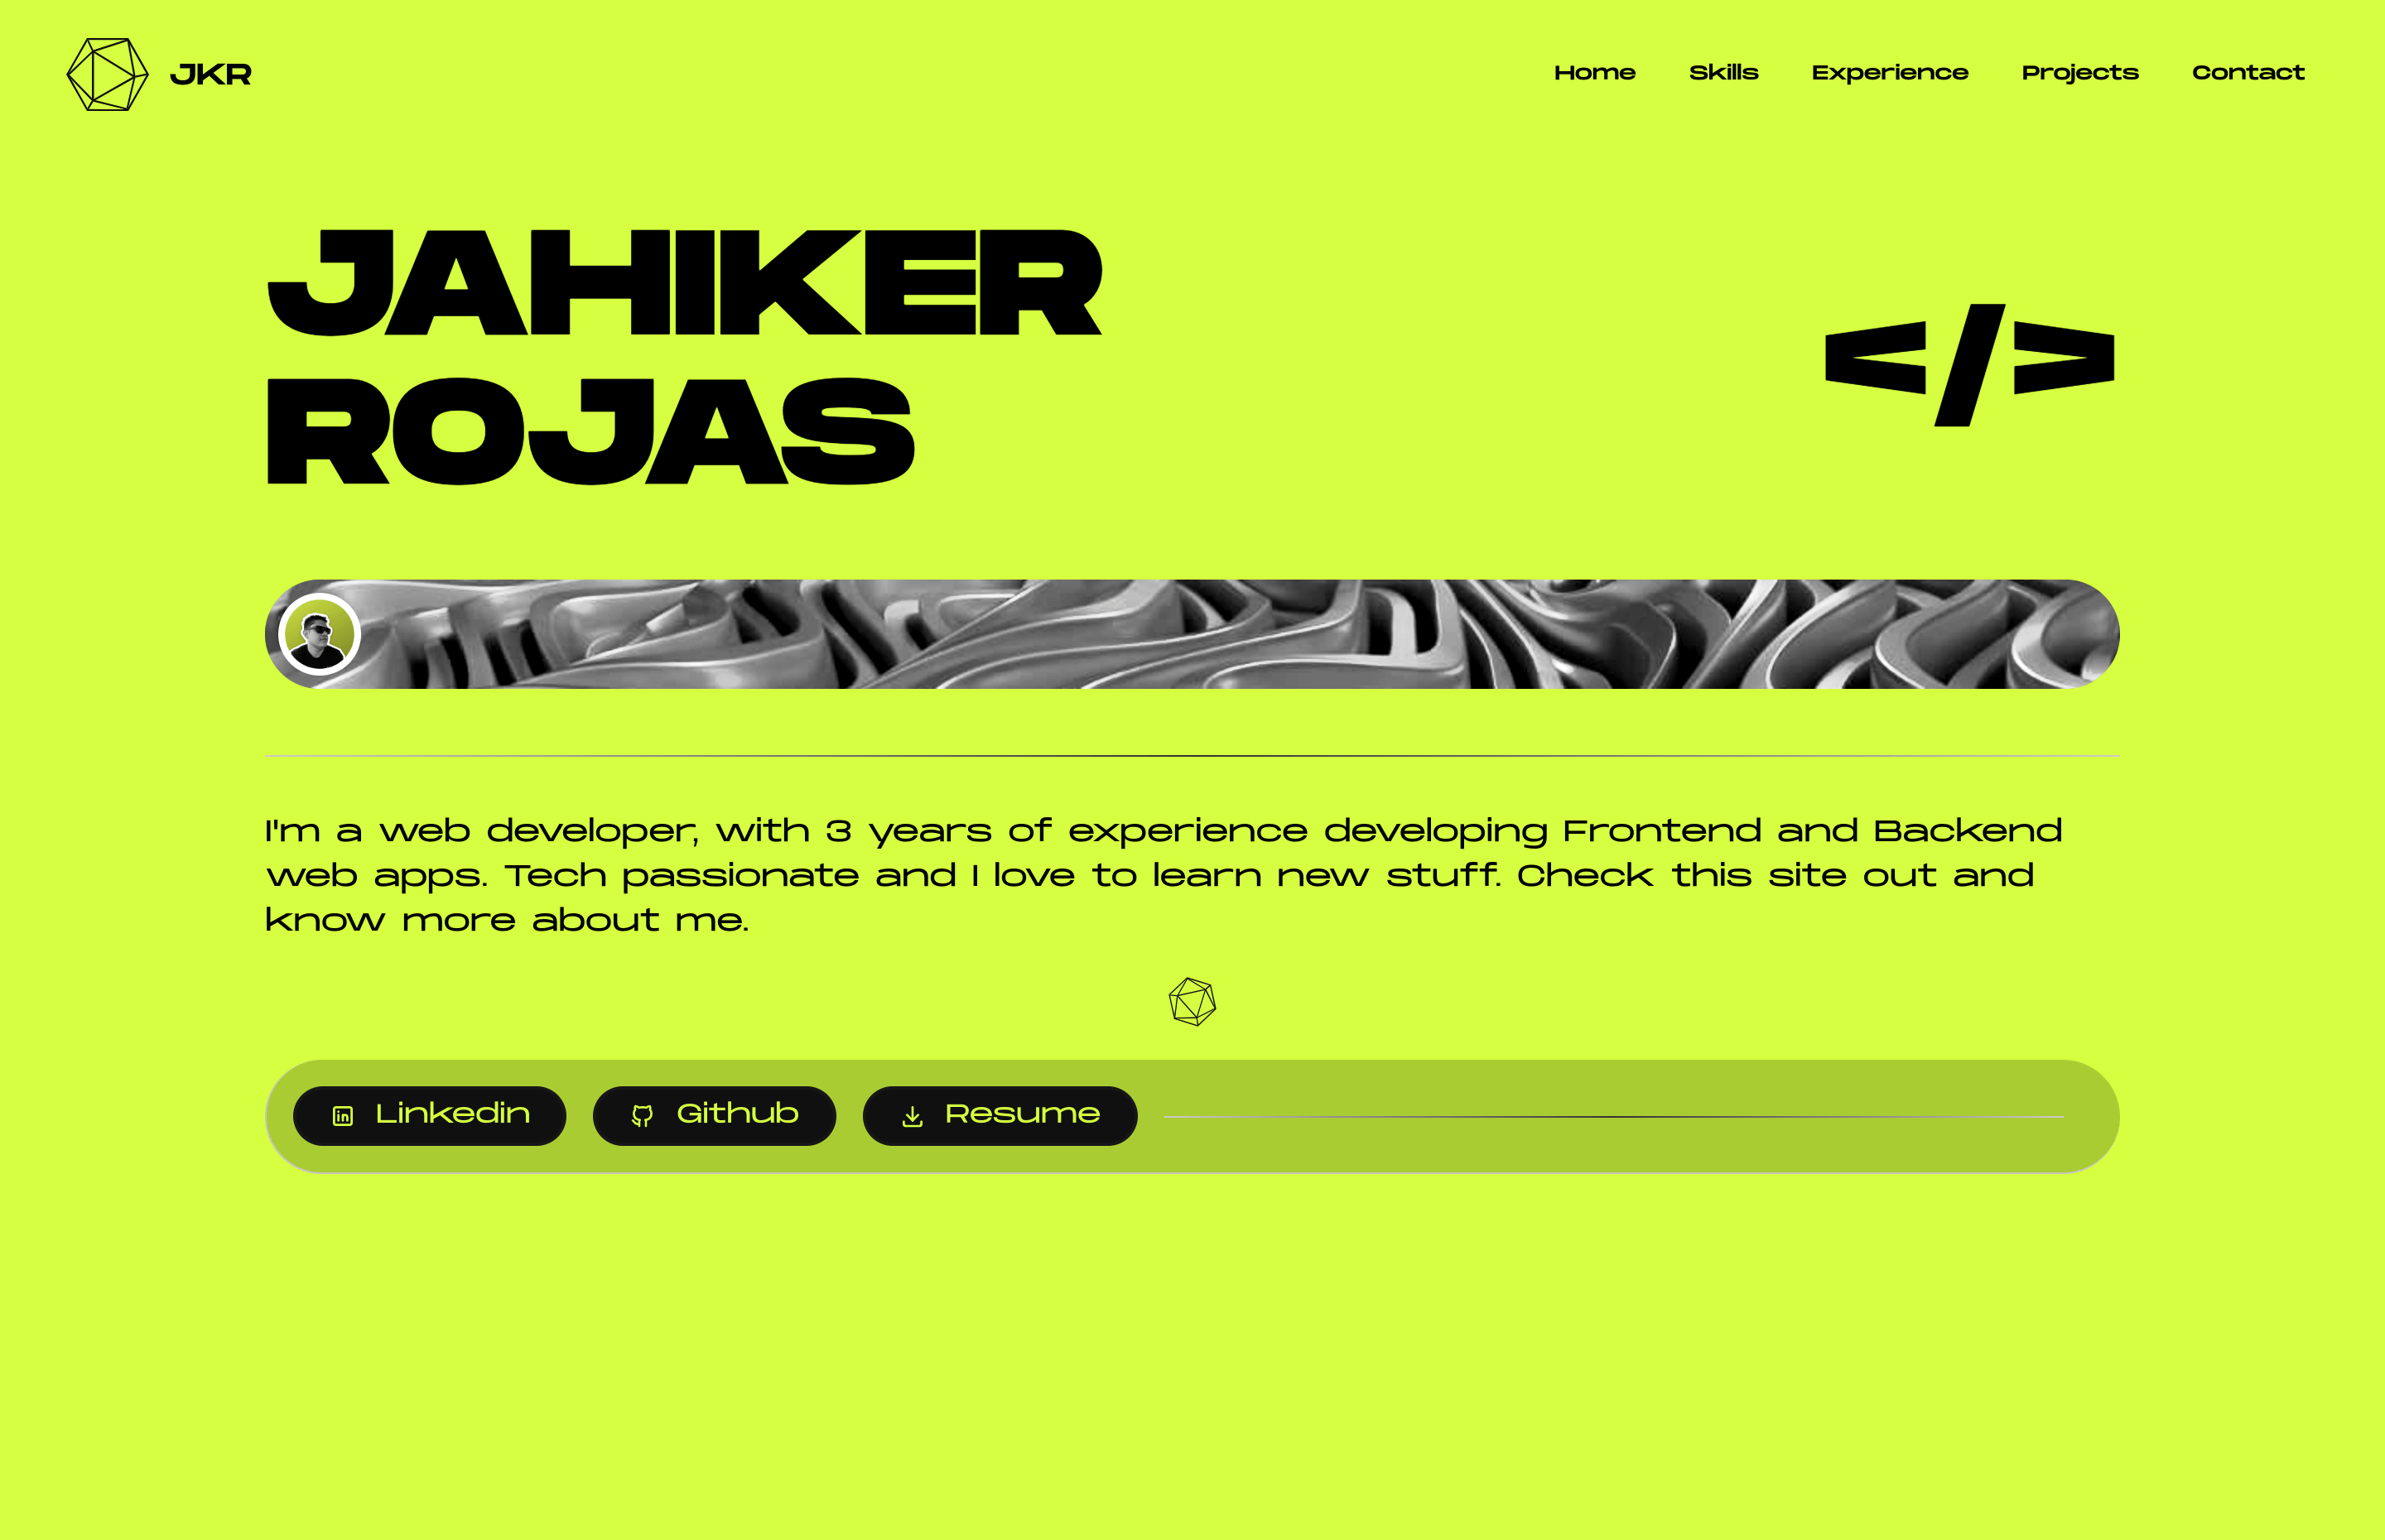 JKR
Home Skills Experience Projects Contact
JAHIKER
ROJAS
</>
I'm a web developer, with 3 years of experience developing Frontend and Backend
web apps. Tech passionate and I love to learn new stuff. Check this site out and
know more about me.
in Linkedin Github Resume